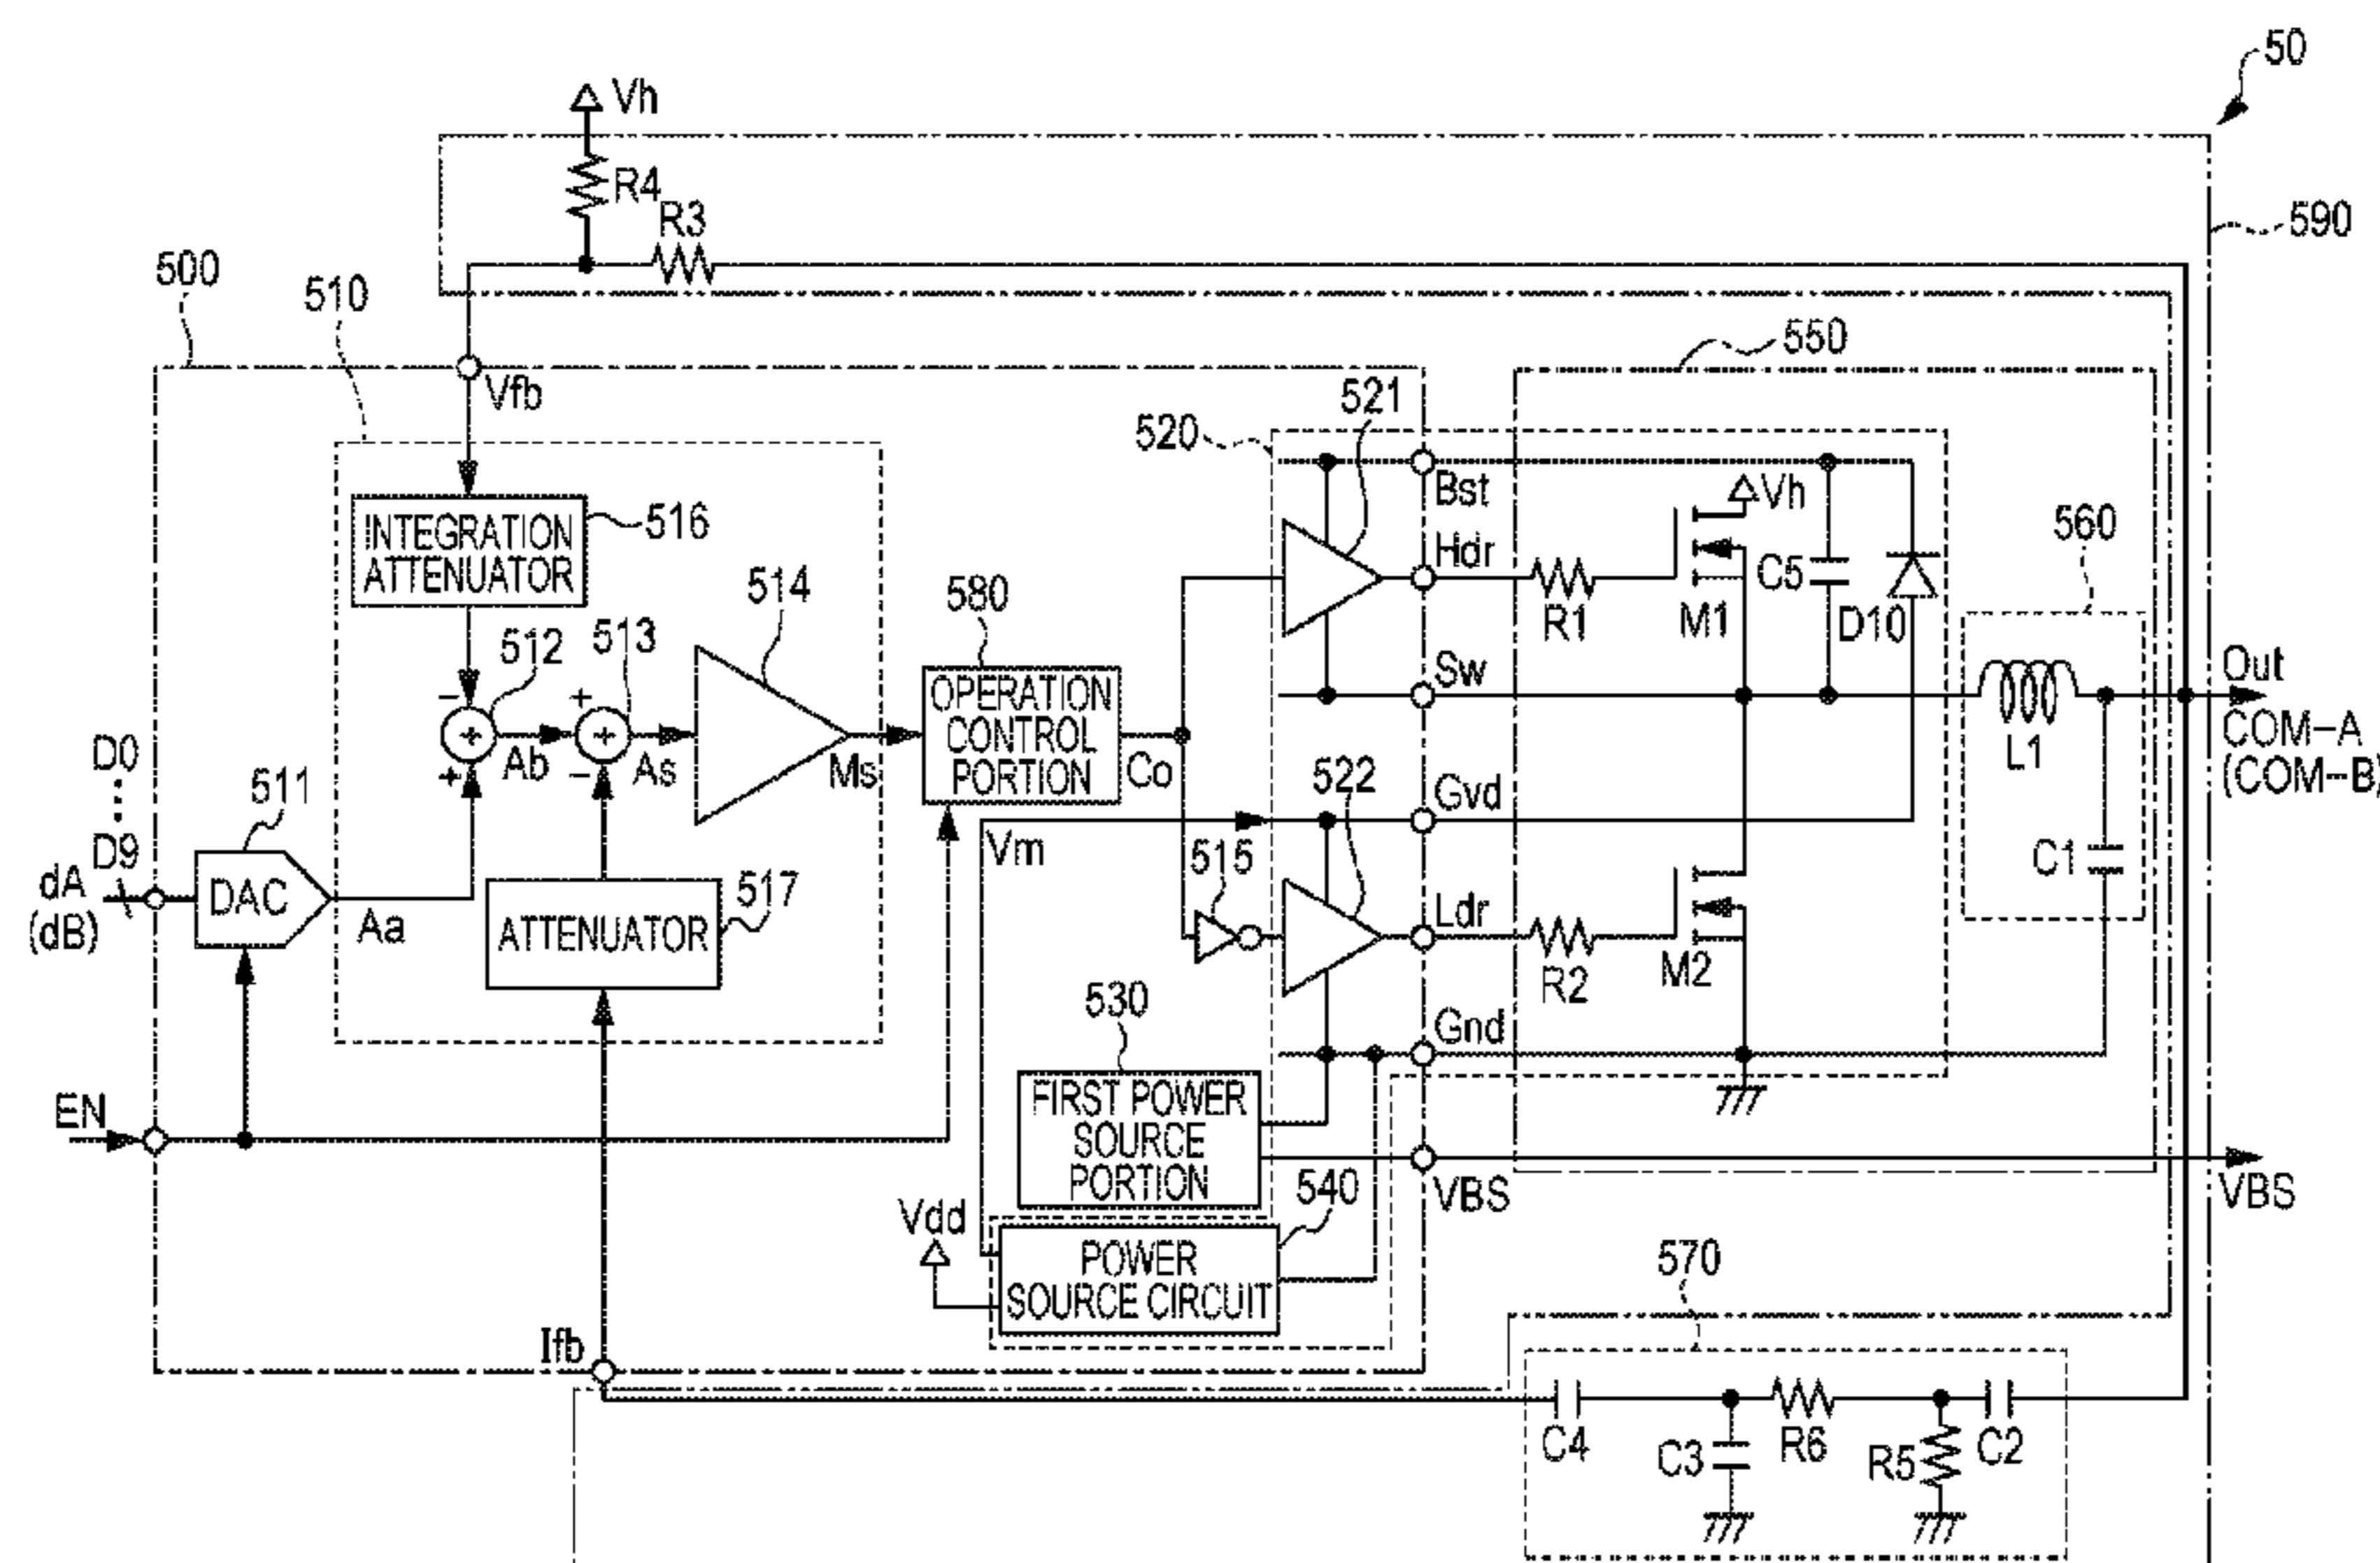 50
Vh
R4
R3
590
500
510
550
Vfb
521
520
Bst
Vh
INTEGRATION
ATTENUATOR
516
Hdr
560
514
580
R1
M1
C5
D10
512
513
Sw
Out
−
+
+
+
OPERATION
CONTROL
PORTION
COM−A
(COM−B)
L1
D0
D9
511
+
Ab
−
As
Ms
Co
Gvd
522
Vm
515
C1
dA
(dB)
DAC
Aa
ATTENUATOR
517
Ldr
R2
M2
530
Gnd
EN
FIRST POWER
SOURCE
PORTION
540
VBS
VBS
Vdd
POWER
SOURCE CIRCUIT
570
Ifb
C4
C3
R6
R5
C2